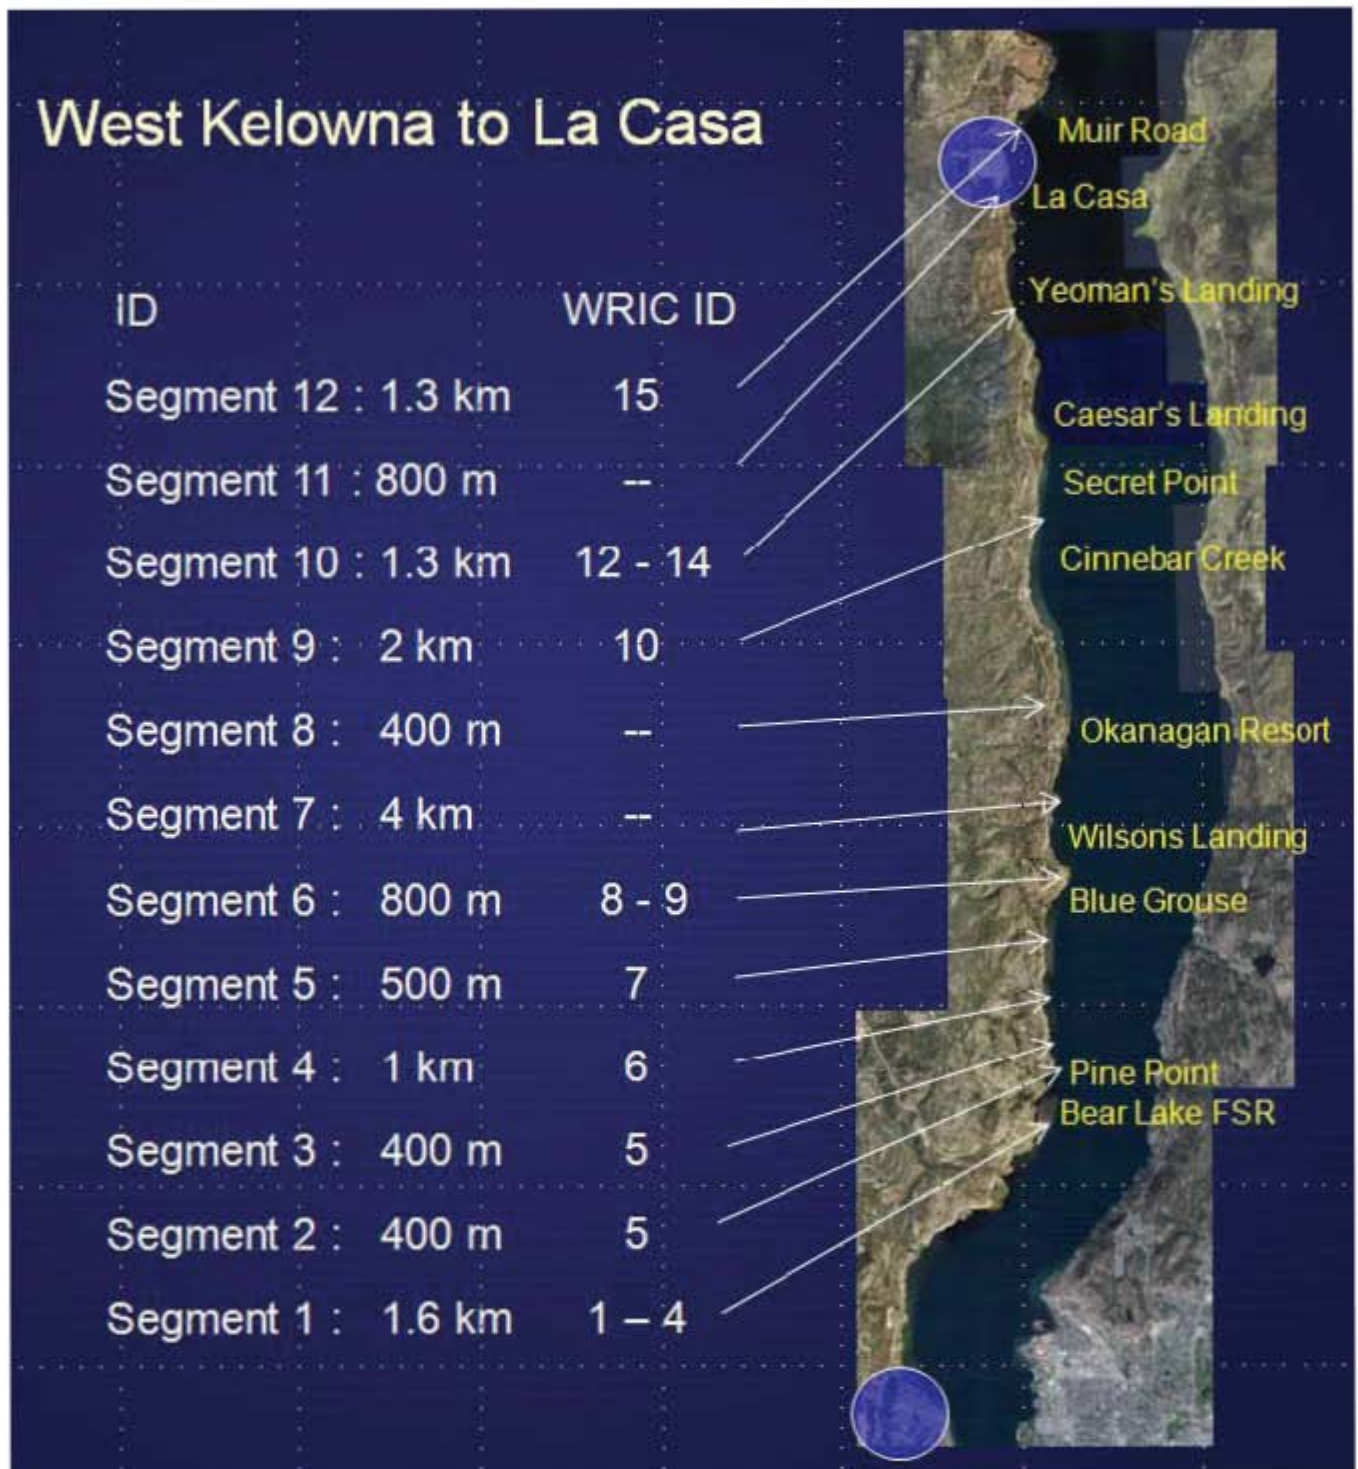 West Kelowna to La Casa
ID WRIC ID
Segment 12 : 1.3 km 15
Segment 11 : 800 m --
Segment 10 : 1.3 km 12 - 14
Segment 9 : 2 km 10
Segment 8 : 400 m --
Segment 7 : 4 km --
Segment 6 : 800 m 8 - 9
Segment 5 : 500 m 7
Segment 4 : 1 km 6
Segment 3 : 400 m 5
Segment 2 : 400 m 5
Segment 1 : 1.6 km 1 – 4
Muir Road
La Casa
Yeoman's Landing
Caesar's Landing
Secret Point
Cinnebar Creek
Okanagan Resort
Wilsons Landing
Blue Grouse
Pine Point
Bear Lake FSR